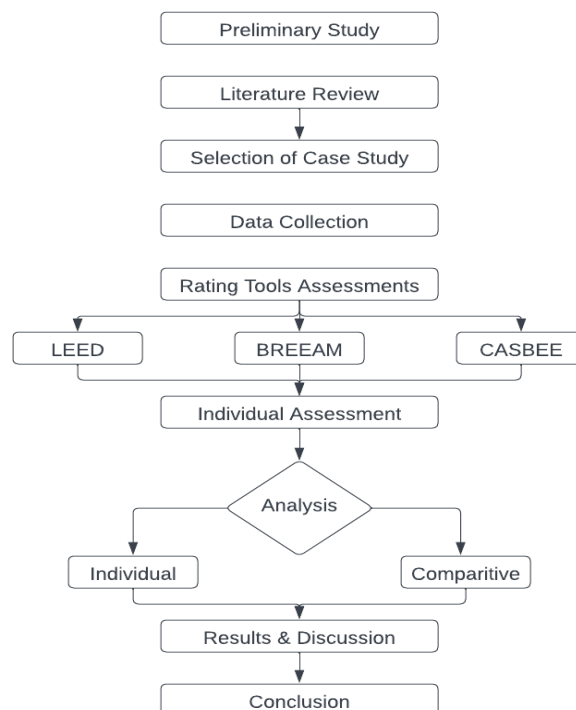 Preliminary Study
Literature Review
Selection of Case Study
Data Collection
Rating Tools Assessments
LEED
BREEAM
CASBEE
Individual Assessment
Analysis
Individual
Comparitive
Results & Discussion
Conclusion